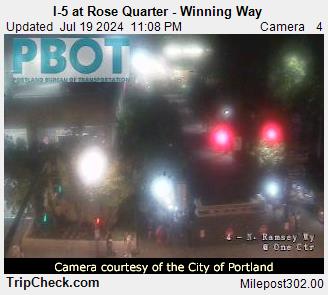 I-5 at Rose Quarter - Winning Way
Updated Jul 19 2024 11:08 PM Camera 4
PBOT
PORTLAND BUREAU OF TRANSPORTATION
4 - N. Ramsey Wy
@ One Ctr
Camera courtesy of the City of Portland
TripCheck.com Milepost302.00